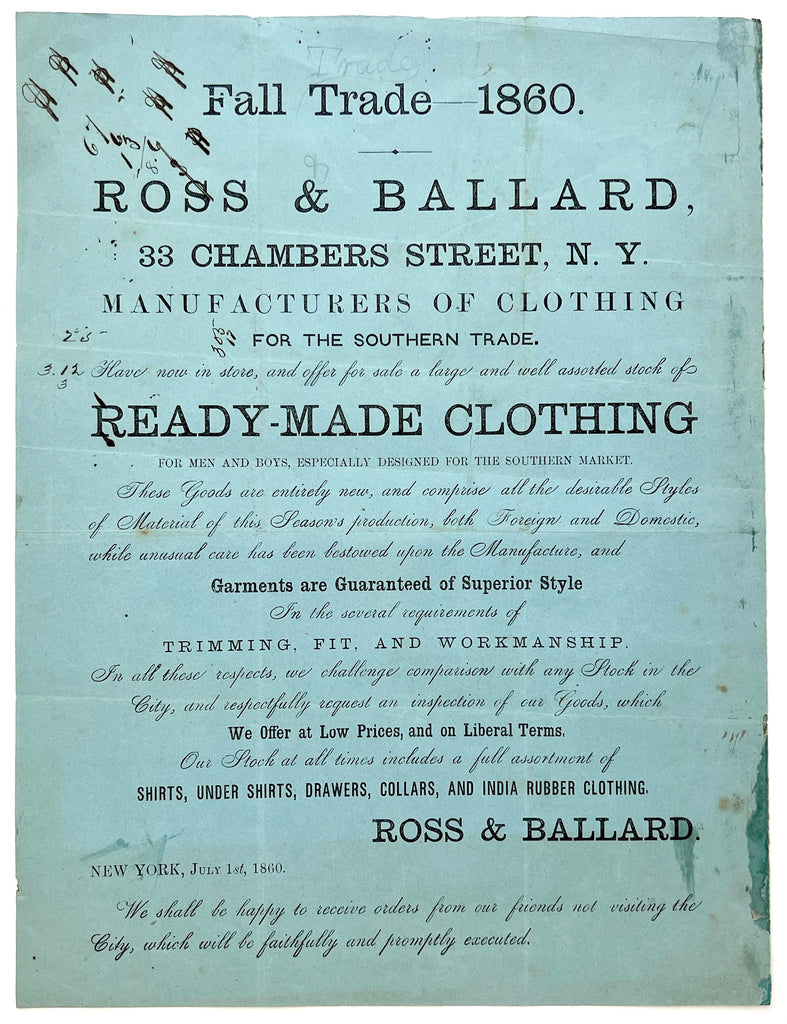 Trade
Fall Trade—1860.
ROSS & BALLARD,
33 CHAMBERS STREET, N. Y.
MANUFACTURERS OF CLOTHING
25
FOR THE SOUTHERN TRADE.
3.12
3
Have now in store, and offer for sale a large and well assorted stock of
READY-MADE CLOTHING
FOR MEN AND BOYS, ESPECIALLY DESIGNED FOR THE SOUTHERN MARKET.
These Goods are entirely new, and comprise all the desirable Styles
of Material of this Season's production, both Foreign and Domestic,
while unusual care has been bestowed upon the Manufacture, and
Garments are Guaranteed of Superior Style
In the several requirements of
TRIMMING, FIT, AND WORKMANSHIP.
In all these respects, we challenge comparison with any Stock in the
City, and respectfully request an inspection of our Goods, which
We Offer at Low Prices, and on Liberal Terms.
Our Stock at all times includes a full assortment of
SHIRTS, UNDER SHIRTS, DRAWERS, COLLARS, AND INDIA RUBBER CLOTHING.
ROSS & BALLARD.
NEW YORK, July 1st, 1860.
We shall be happy to receive orders from our friends not visiting the
City, which will be faithfully and promptly executed.